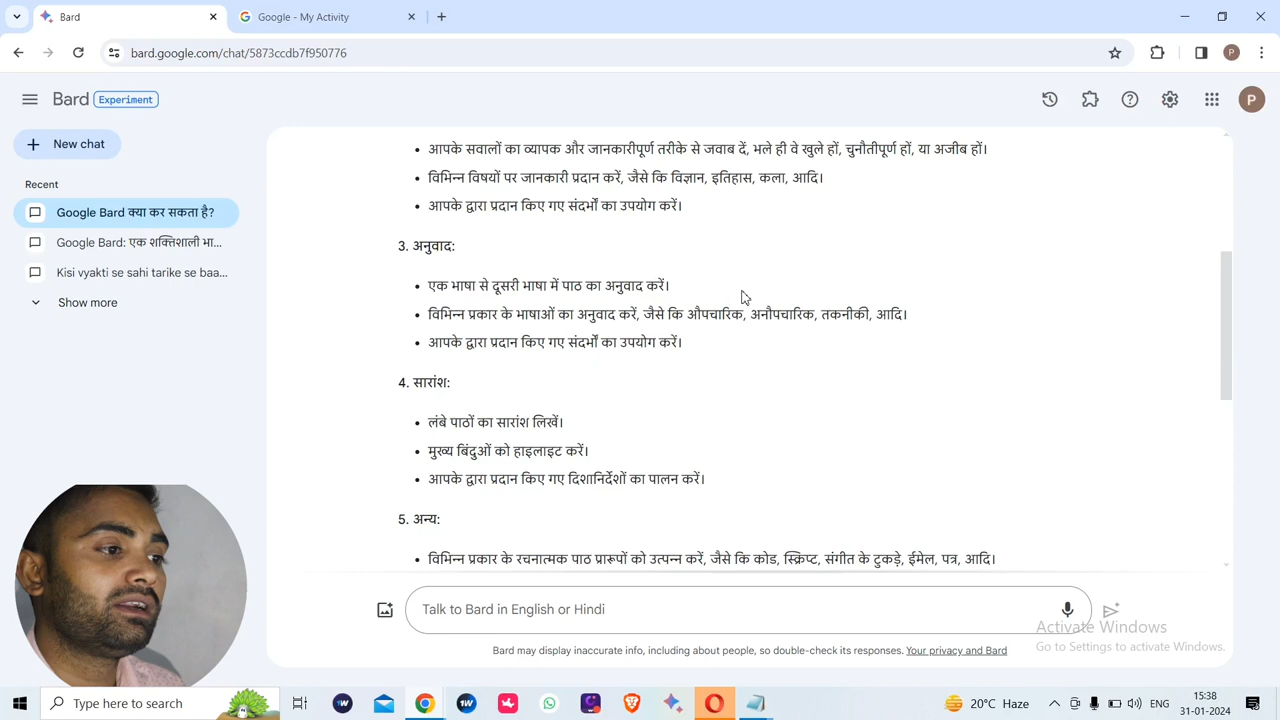 Bard
Google - My Activity
bard.google.com/chat/5873ccdb7f950776
P
Bard Experiment
P
New chat
Recent
Google Bard क्या कर सकता है?
Google Bard: एक शक्तिशाली भा...
Kisi vyakti se sahi tarike se baa...
Show more
• आपके सवालों का व्यापक और जानकारीपूर्ण तरीके से जवाब दें, भले ही वे खुले हों, चुनौतीपूर्ण हों, या अजीब हों।
• विभिन्न विषयों पर जानकारी प्रदान करें, जैसे कि विज्ञान, इतिहास, कला, आदि।
• आपके द्वारा प्रदान किए गए संदर्भों का उपयोग करें।
3. अनुवाद:
• एक भाषा से दूसरी भाषा में पाठ का अनुवाद करें।
• विभिन्न प्रकार के भाषाओं का अनुवाद करें, जैसे कि औपचारिक, अनौपचारिक, तकनीकी, आदि।
• आपके द्वारा प्रदान किए गए संदर्भों का उपयोग करें।
4. सारांश:
• लंबे पाठों का सारांश लिखें।
• मुख्य बिंदुओं को हाइलाइट करें।
• आपके द्वारा प्रदान किए गए दिशानिर्देशों का पालन करें।
5. अन्य:
• विभिन्न प्रकार के रचनात्मक पाठ प्रारूपों को उत्पन्न करें, जैसे कि कोड, स्क्रिप्ट, संगीत के टुकड़े, ईमेल, पत्र, आदि।
Talk to Bard in English or Hindi
Activate Windows
Go to Settings to activate Windows.
Bard may display inaccurate info, including about people, so double-check its responses. Your privacy and Bard
Type here to search
20°C Haze
ENG
15:38
31-01-2024